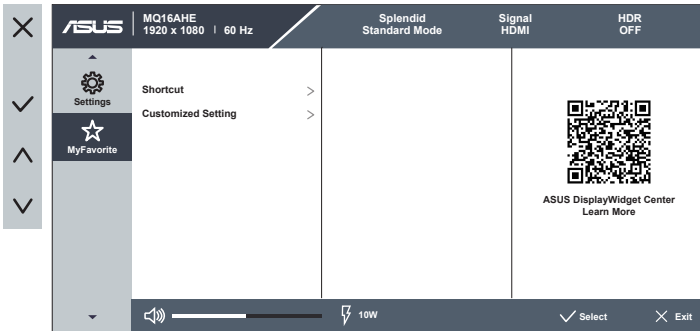 ASUS
MQ16AHE
1920 x 1080 | 60 Hz
Splendid
Standard Mode
Signal
HDMI
HDR
OFF
Settings
MyFavorite
Shortcut >
Customized Setting >
ASUS DisplayWidget Center
Learn More
10W
Select
Exit